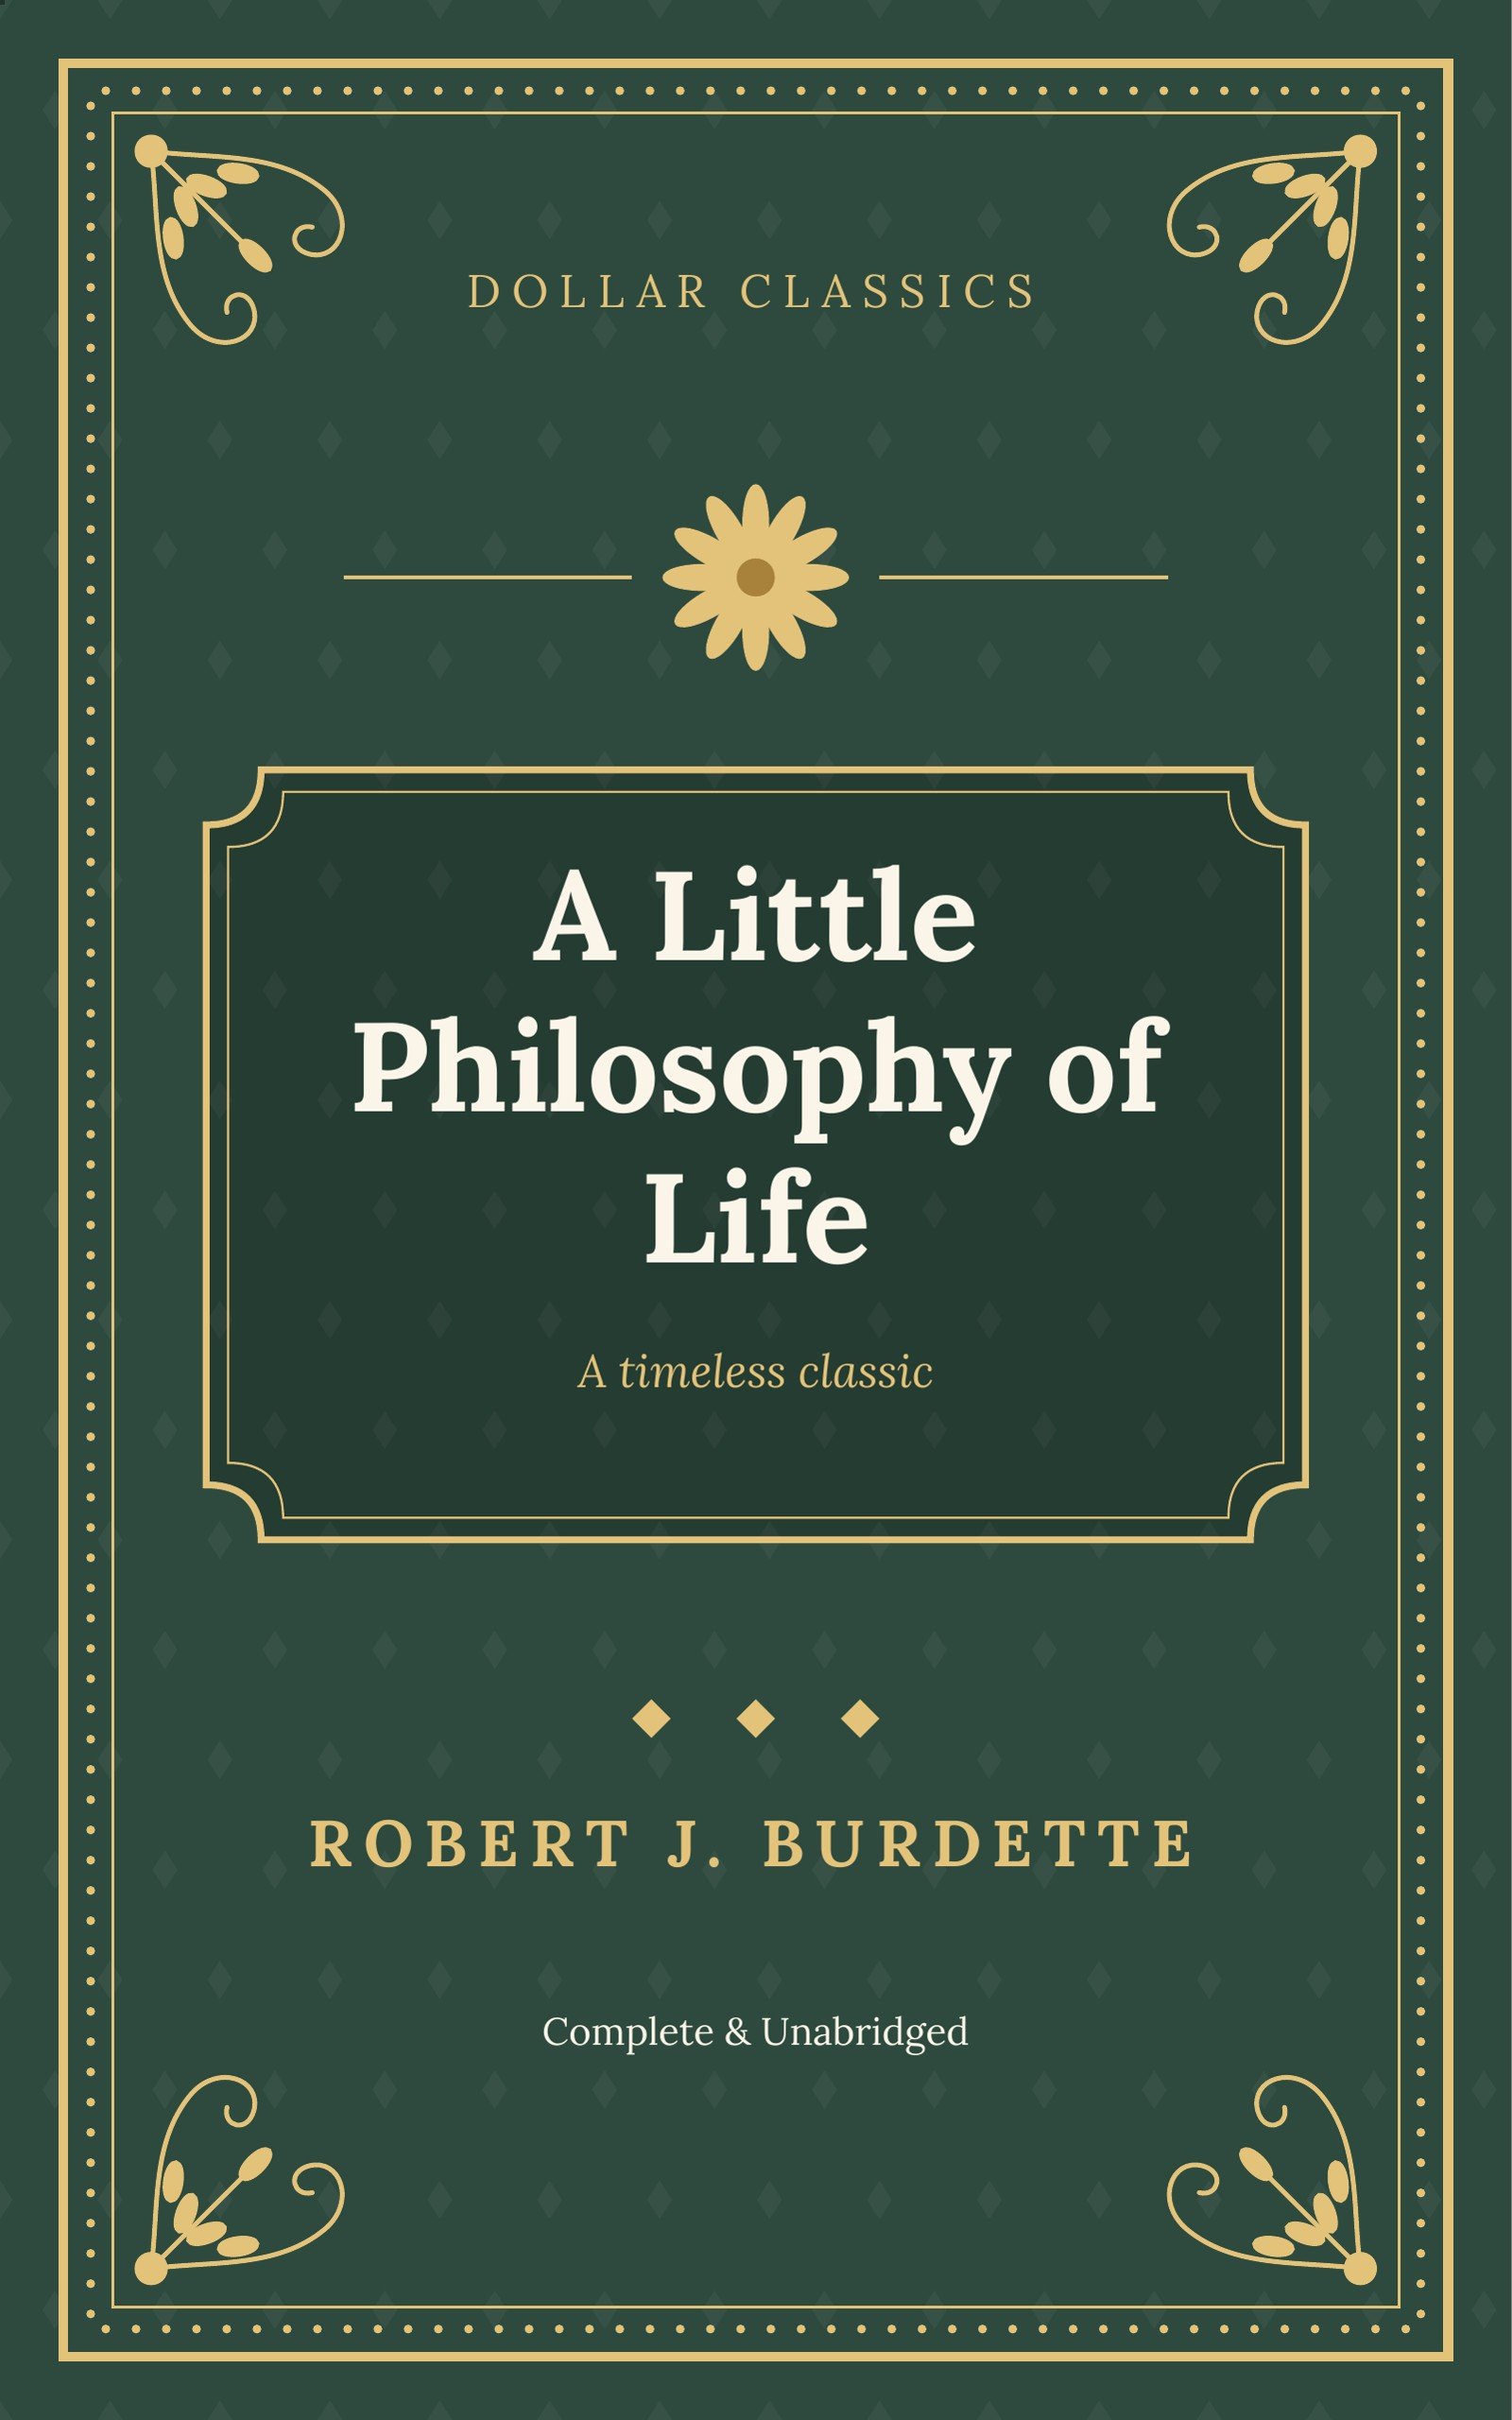 DOLLAR CLASSICS
A Little
Philosophy of
Life
A timeless classic
ROBERT J. BURDETTE
Complete & Unabridged